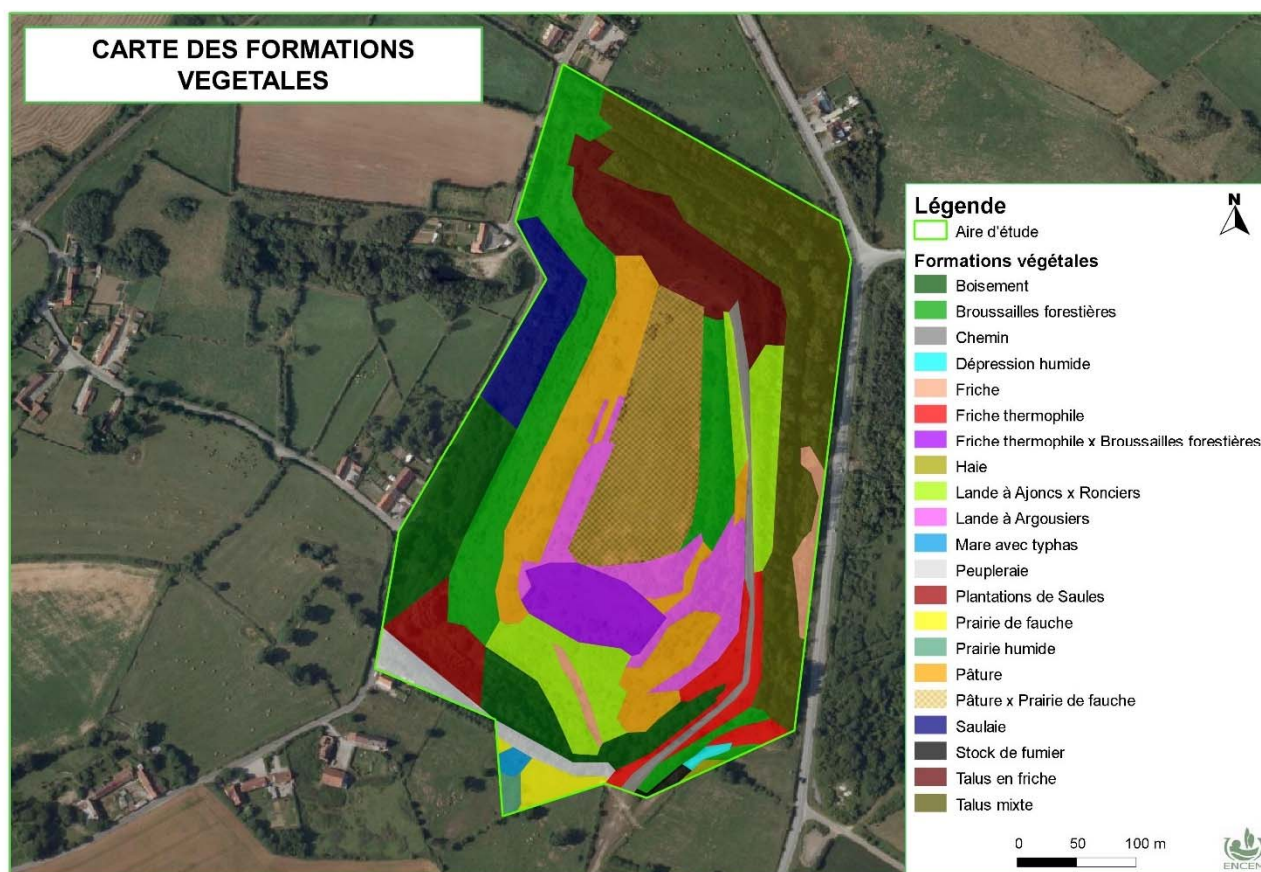 CARTE DES FORMATIONS
VEGETALES
Légende
N
Aire d'étude
Formations végétales
Boisement
Broussailles forestières
Chemin
Dépression humide
Friche
Friche thermophile
Friche thermophile x Broussailles forestières
Haie
Lande à Ajoncs x Ronciers
Lande à Argousiers
Mare avec typhas
Peupleraie
Plantations de Saules
Prairie de fauche
Prairie humide
Pâture
Pâture x Prairie de fauche
Saulaie
Stock de fumier
Talus en friche
Talus mixte
0 50 100 m
ENCEM